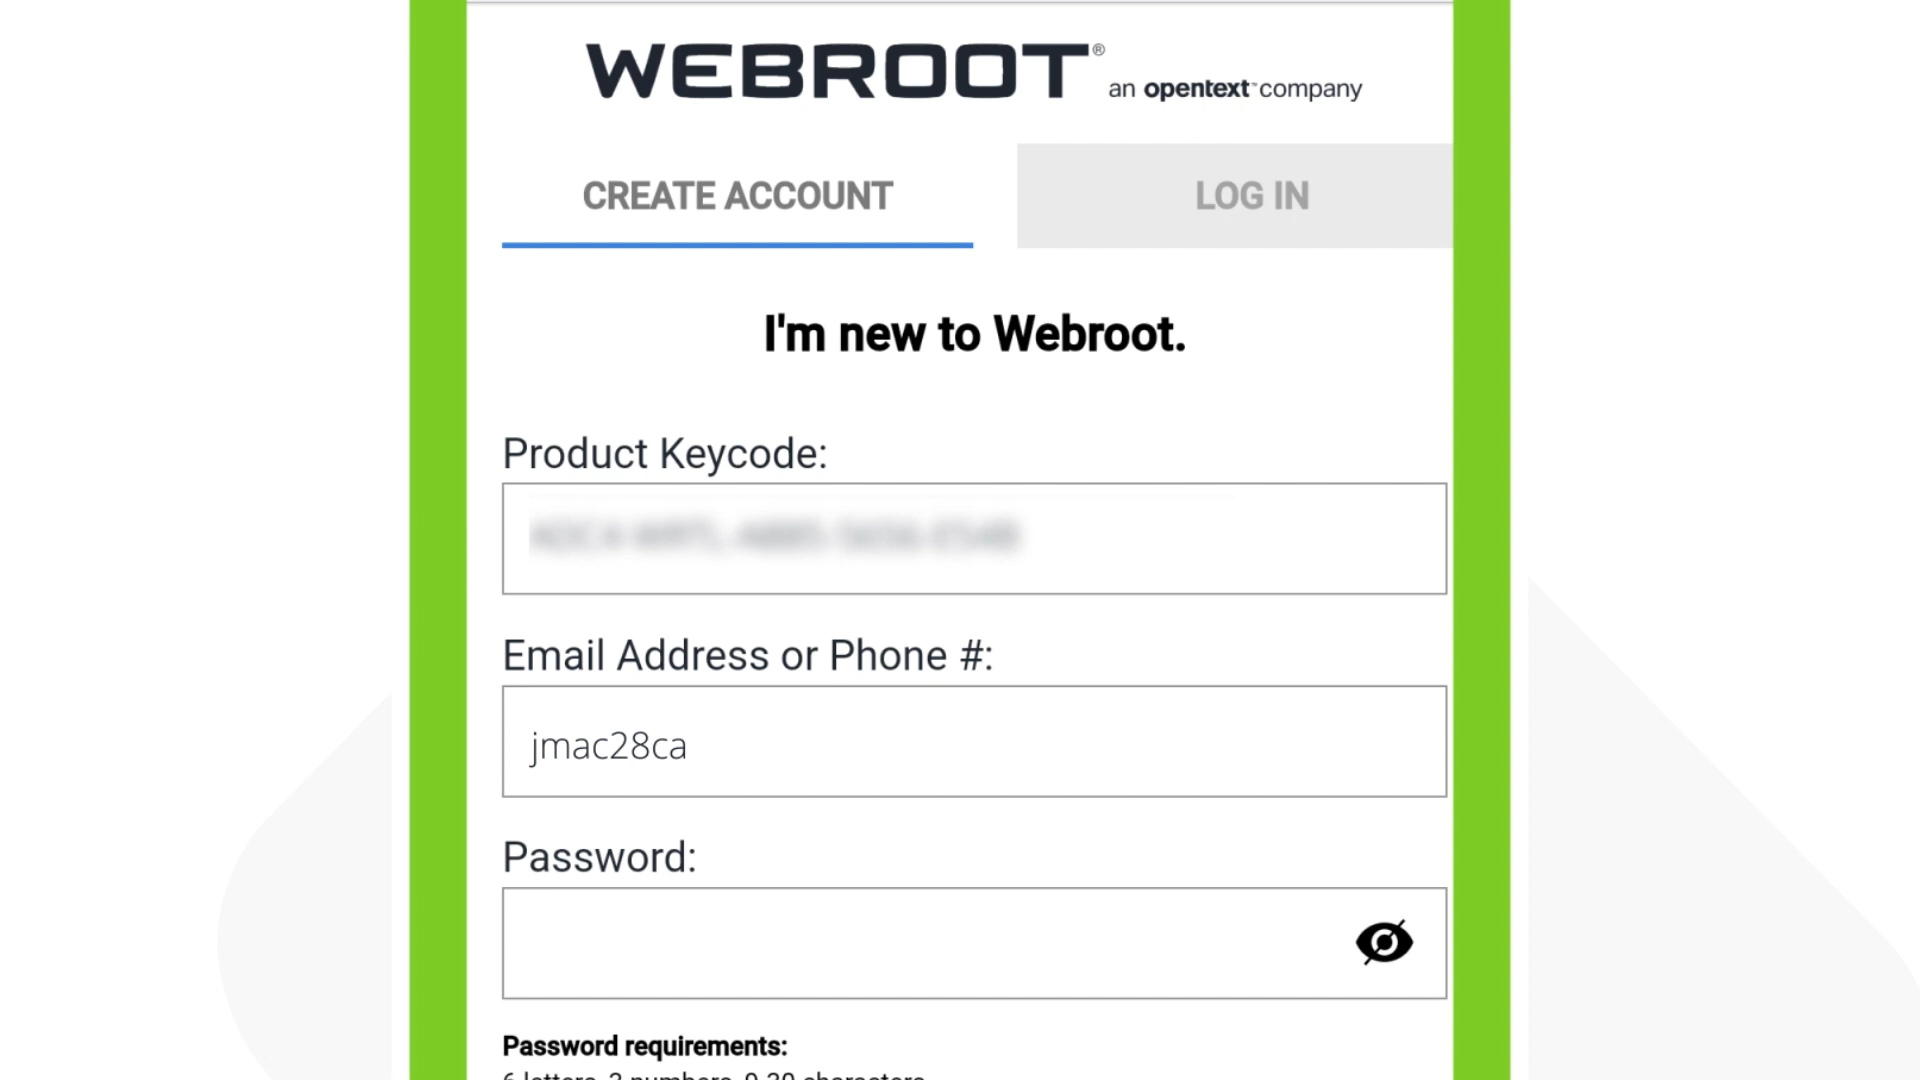 WEBROOT® an opentext™ company
CREATE ACCOUNT
LOG IN
I'm new to Webroot.
Product Keycode:
Email Address or Phone #:
jmac28ca
Password:
Password requirements: